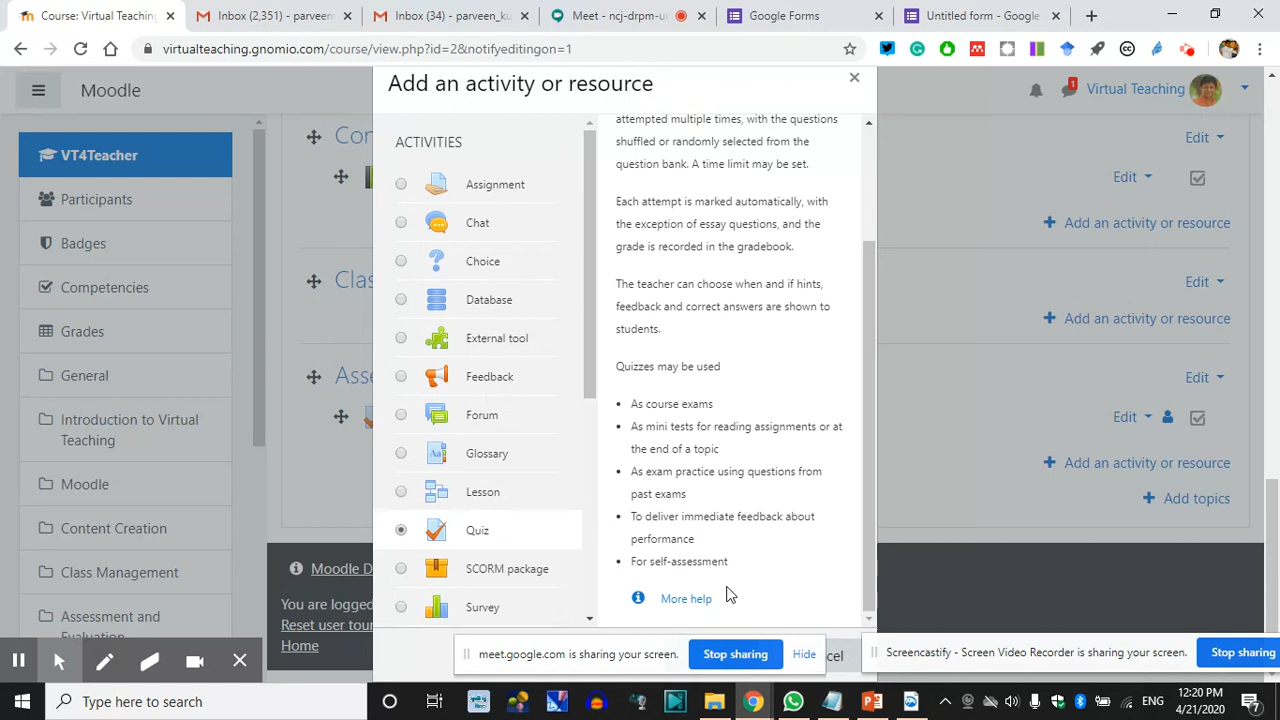 Course: Virtual Teaching
Inbox (2,351) - parveen
Inbox (34) - parveen_ku
Meet - ncj-drpm-ur
Google Forms
Untitled form - Google
virtualteaching.gnomio.com/course/view.php?id=2&notifyeditingon=1
Moodle
1
Virtual Teaching
VT4Teacher
Participants
Badges
Competencies
Grades
General
Introduction to Virtual
Teaching
Moodle
Content Creation
Class Management
Assessment and
Evaluation
Con
Edit
Edit
Add an activity or resource
Clas
Edit
Add an activity or resource
Asse
Edit
Edit
Add an activity or resource
Add topics
Moodle D
You are logged
Reset user tour
Home
Add an activity or resource
ACTIVITIES
Assignment
Chat
Choice
Database
External tool
Feedback
Forum
Glossary
Lesson
Quiz
SCORM package
Survey
attempted multiple times, with the questions
shuffled or randomly selected from the
question bank. A time limit may be set.
Each attempt is marked automatically, with
the exception of essay questions, and the
grade is recorded in the gradebook.
The teacher can choose when and if hints,
feedback and correct answers are shown to
students.
Quizzes may be used
As course exams
As mini tests for reading assignments or at
the end of a topic
As exam practice using questions from
past exams
To deliver immediate feedback about
performance
For self-assessment
More help
cel
meet.google.com is sharing your screen.
Stop sharing
Hide
Screencastify - Screen Video Recorder is sharing your screen.
Stop sharing
Type here to search
ENG
12:20 PM
4/21/2020
7